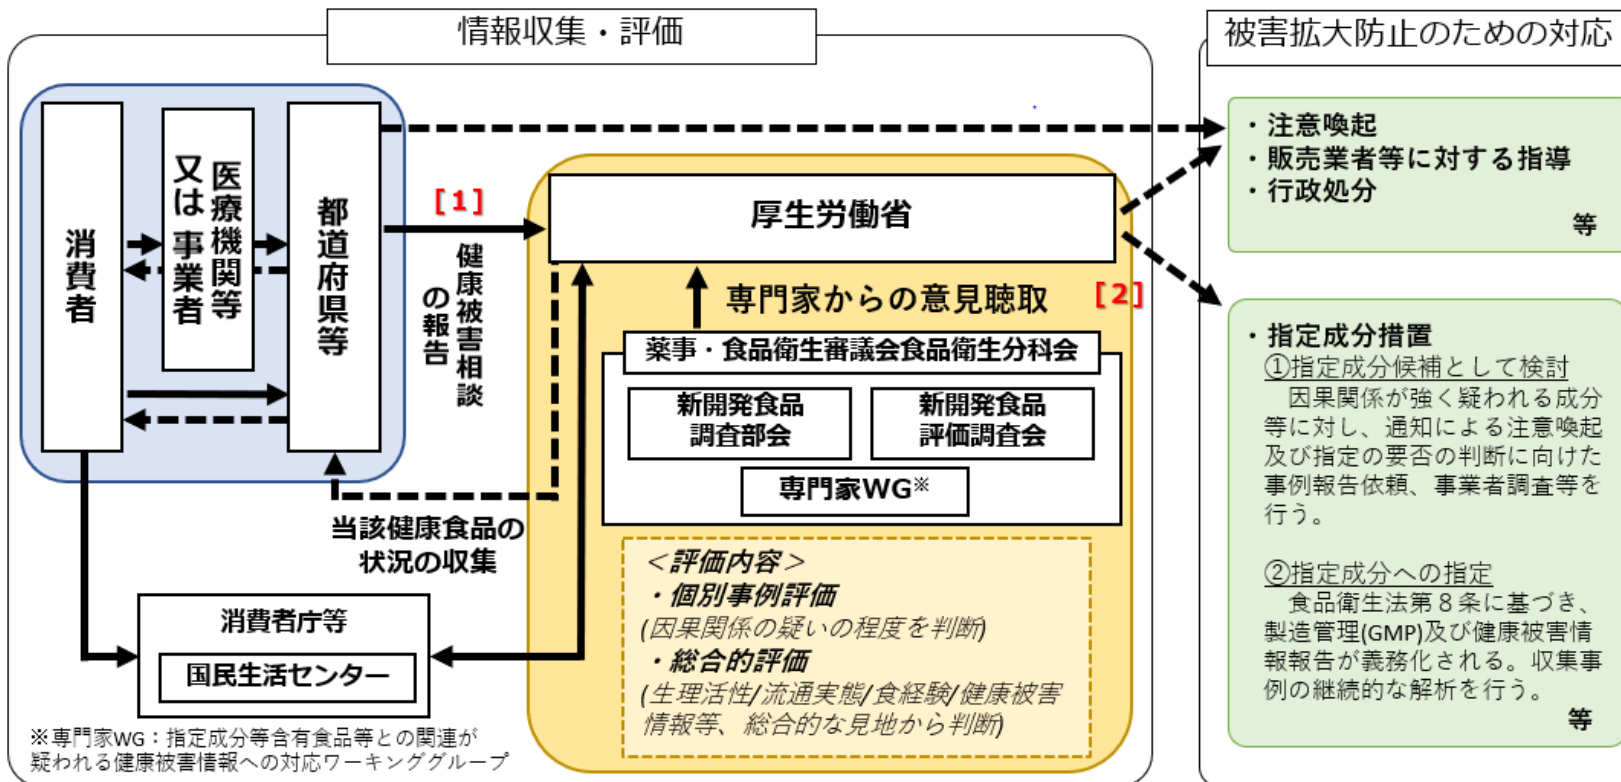 情報収集・評価
被害拡大防止のための対応
消費者
医療機関等
又は事業者
都道府県等
[1]
健康被害相談
の報告
厚生労働省
専門家からの意見聴取
[2]
薬事・食品衛生審議会食品衛生分科会
新開発食品
調査部会
新開発食品
評価調査会
専門家WG※
当該健康食品の
状況の収集
消費者庁等
国民生活センター
<評価内容>
・個別事例評価
(因果関係の疑いの程度を判断)
・総合的評価
(生理活性/流通実態/食経験/健康被害
情報等、総合的な見地から判断)
※専門家WG：指定成分等含有食品等との関連が
疑われる健康被害情報への対応ワーキンググループ
・注意喚起
・販売業者等に対する指導
・行政処分
等
・指定成分措置
①指定成分候補として検討
因果関係が強く疑われる成分
等に対し、通知による注意喚起
及び指定の要否の判断に向けた
事例報告依頼、事業者調査等を
行う。
②指定成分への指定
食品衛生法第８条に基づき、
製造管理(GMP)及び健康被害情
報報告が義務化される。収集事
例の継続的な解析を行う。
等